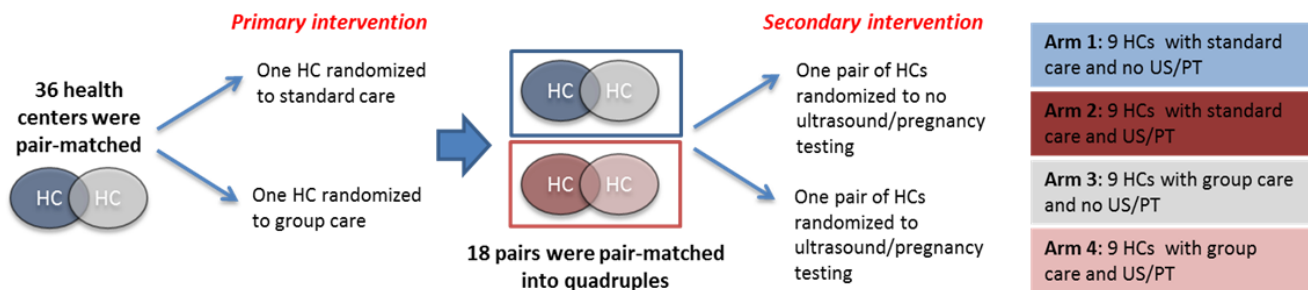 Primary intervention
36 health
centers were
pair-matched
HC HC
One HC randomized
to standard care
One HC randomized
to group care
HC HC
HC HC
18 pairs were pair-matched
into quadruples
Secondary intervention
One pair of HCs
randomized to no
ultrasound/pregnancy
testing
One pair of HCs
randomized to
ultrasound/pregnancy
testing
Arm 1: 9 HCs with standard
care and no US/PT
Arm 2: 9 HCs with standard
care and US/PT
Arm 3: 9 HCs with group care
and no US/PT
Arm 4: 9 HCs with group
care and US/PT